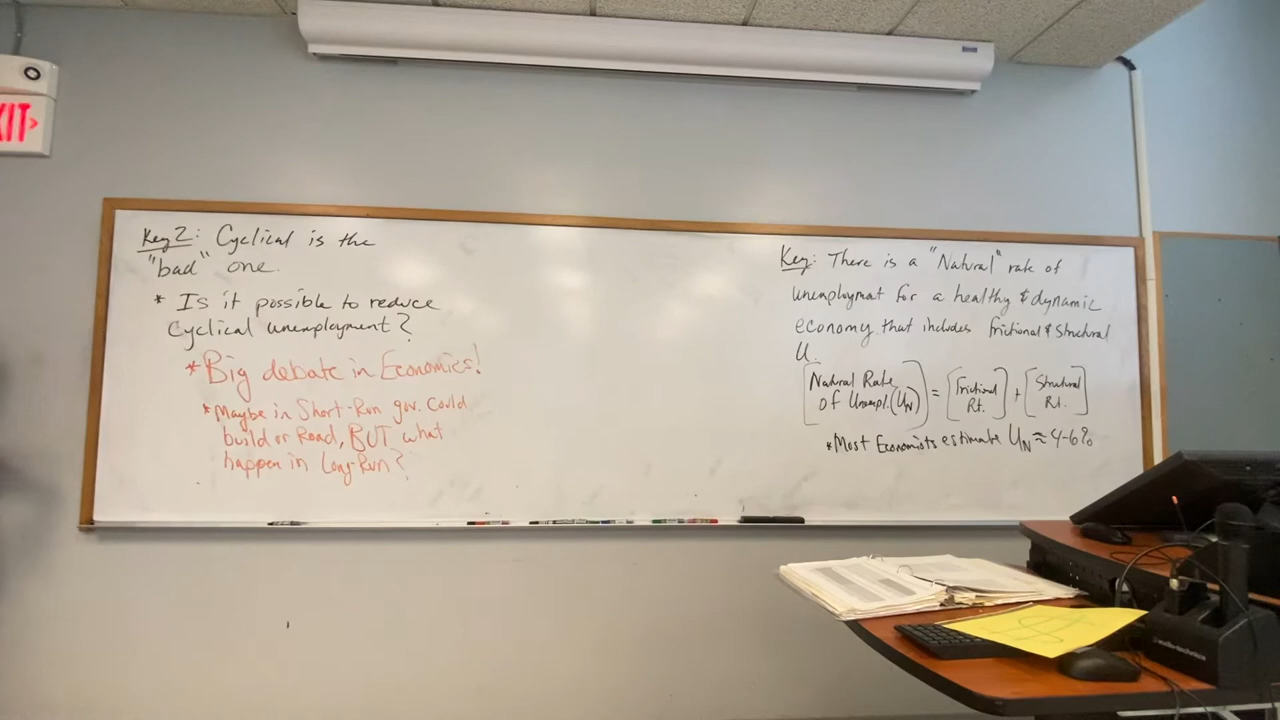 Key 2: Cyclical is the
"bad" one.
* Is it possible to reduce
Cyclical unemployment?
*Big debate in Economics!
*Maybe in Short-Run gov. Could
build or Road, BUT what
happen in Long-Run?
Key: There is a "Natural" rate of
unemployment for a healthy & dynamic
economy that includes frictional & Structural
U.
[Natural Rate of Unempl. (UN)] = [Frictional Rt.] + [Structural Rt.]
*Most Economists estimate UN ≈ 4-6%
XIT>